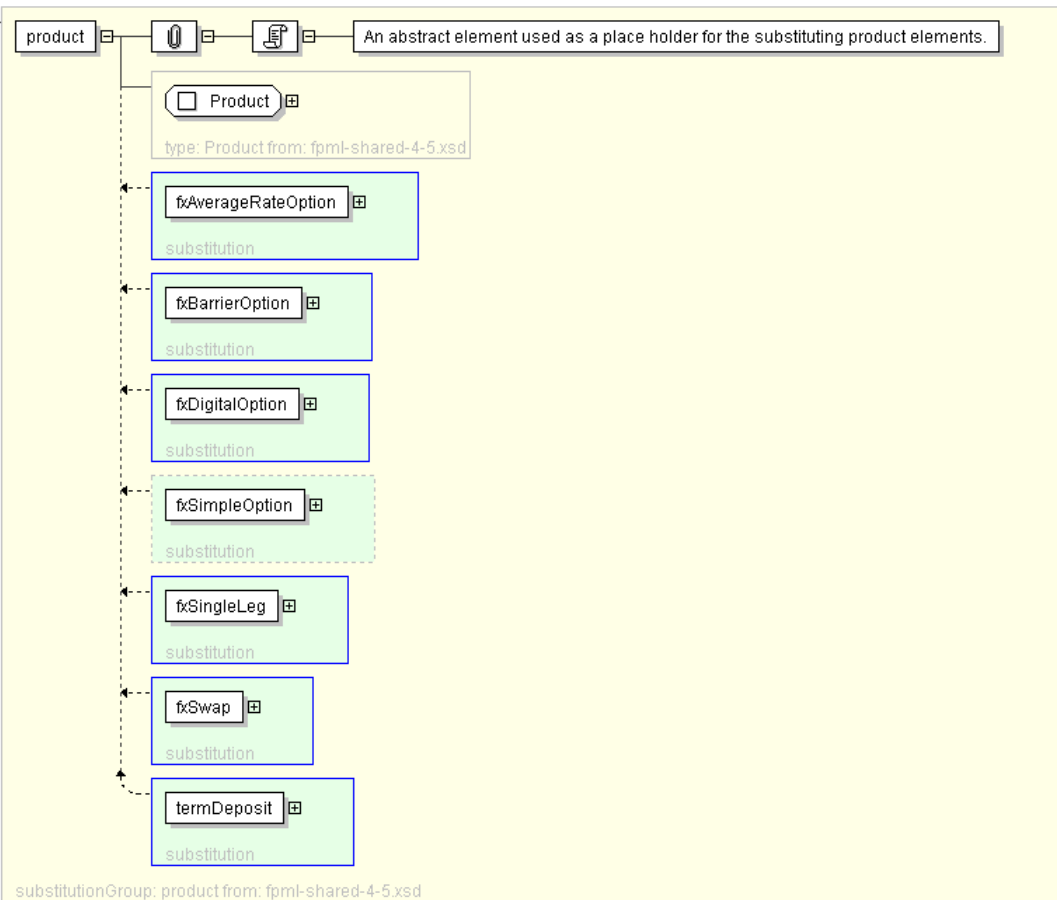 product
An abstract element used as a place holder for the substituting product elements.
Product
type: Product from: fpml-shared-4-5.xsd
fxAverageRateOption
substitution
fxBarrierOption
substitution
fxDigitalOption
substitution
fxSimpleOption
substitution
fxSingleLeg
substitution
fxSwap
substitution
termDeposit
substitution
substitutionGroup: product from: fpml-shared-4-5.xsd